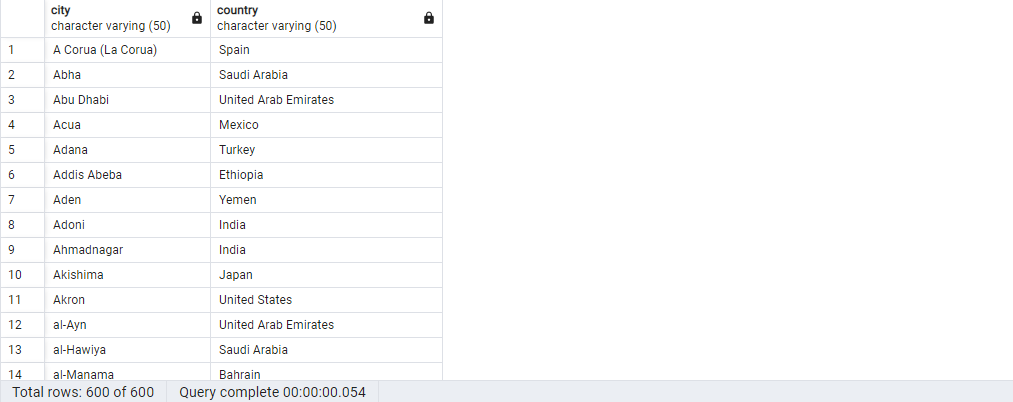 city country
character varying (50) character varying (50)
1 A Corua (La Corua) Spain
2 Abha Saudi Arabia
3 Abu Dhabi United Arab Emirates
4 Acua Mexico
5 Adana Turkey
6 Addis Abeba Ethiopia
7 Aden Yemen
8 Adoni India
9 Ahmadnagar India
10 Akishima Japan
11 Akron United States
12 al-Ayn United Arab Emirates
13 al-Hawiya Saudi Arabia
14 al-Manama Bahrain
Total rows: 600 of 600 Query complete 00:00:00.054